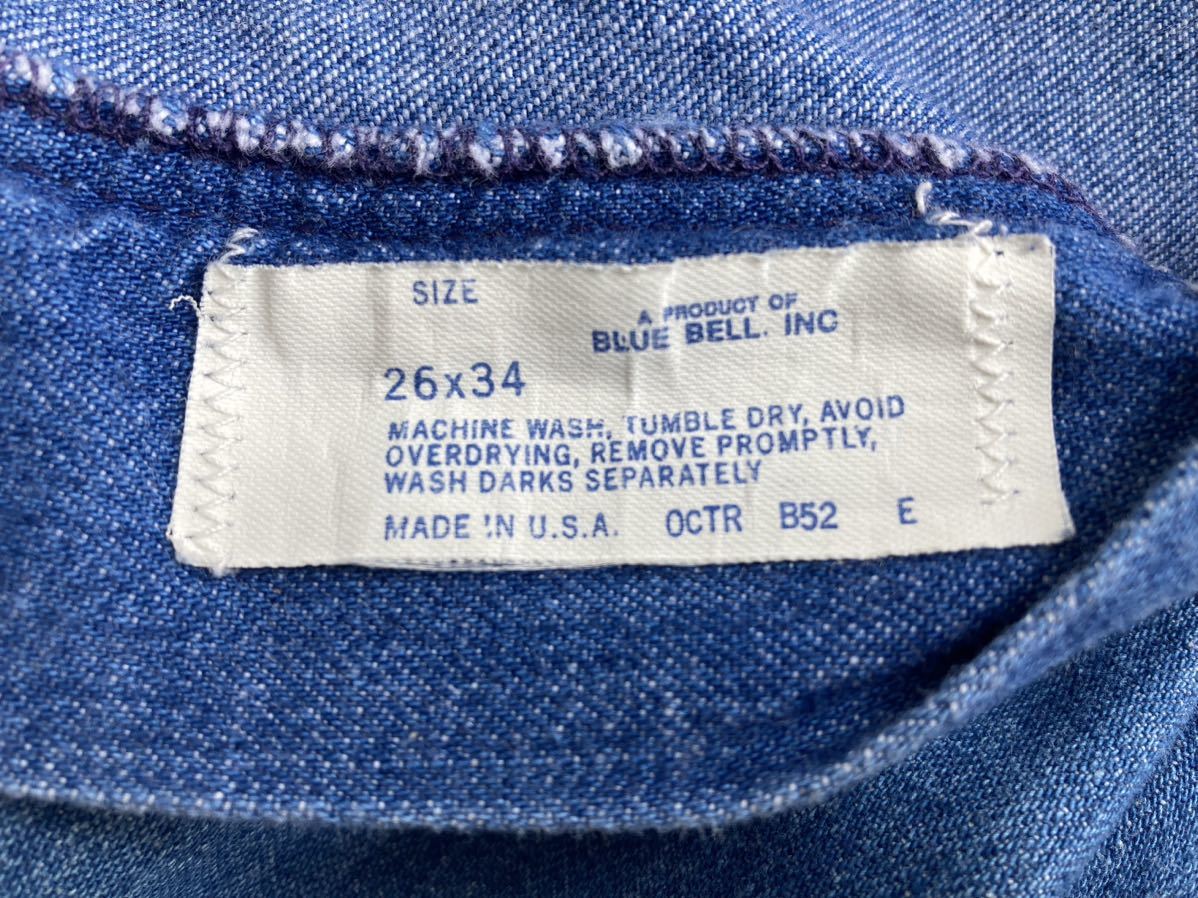 SIZE
A PRODUCT OF
BLUE BELL. INC
26x34
MACHINE WASH, TUMBLE DRY, AVOID
OVERDRYING, REMOVE PROMPTLY,
WASH DARKS SEPARATELY
MADE IN U.S.A. OCTR B52 E